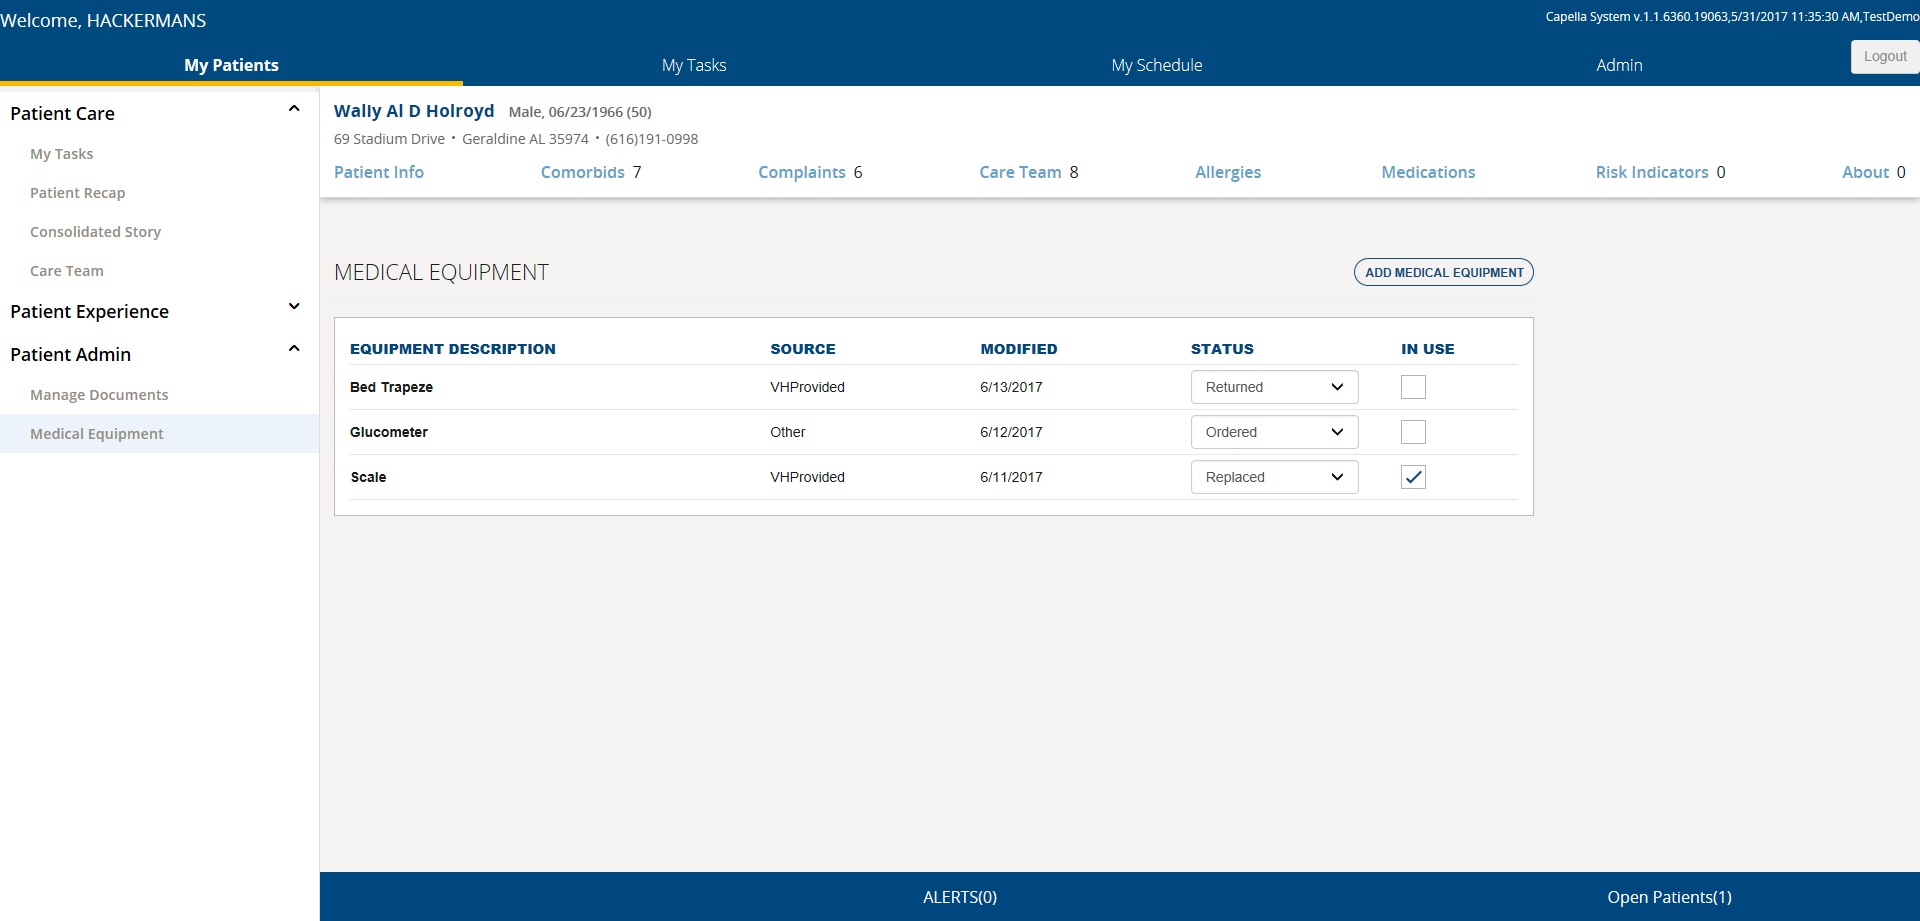 Welcome, HACKERMANS
Capella System v.1.1.6360.19063,5/31/2017 11:35:30 AM,TestDemo
My Patients My Tasks My Schedule Admin Logout
Patient Care
My Tasks
Patient Recap
Consolidated Story
Care Team
Patient Experience
Patient Admin
Manage Documents
Medical Equipment
Wally Al D Holroyd Male, 06/23/1966 (50)
69 Stadium Drive • Geraldine AL 35974 • (616)191-0998
Patient Info Comorbids 7 Complaints 6 Care Team 8 Allergies Medications Risk Indicators 0 About 0
MEDICAL EQUIPMENT ADD MEDICAL EQUIPMENT
EQUIPMENT DESCRIPTION SOURCE MODIFIED STATUS IN USE
Bed Trapeze VHProvided 6/13/2017 Returned
Glucometer Other 6/12/2017 Ordered
Scale VHProvided 6/11/2017 Replaced
ALERTS(0) Open Patients(1)